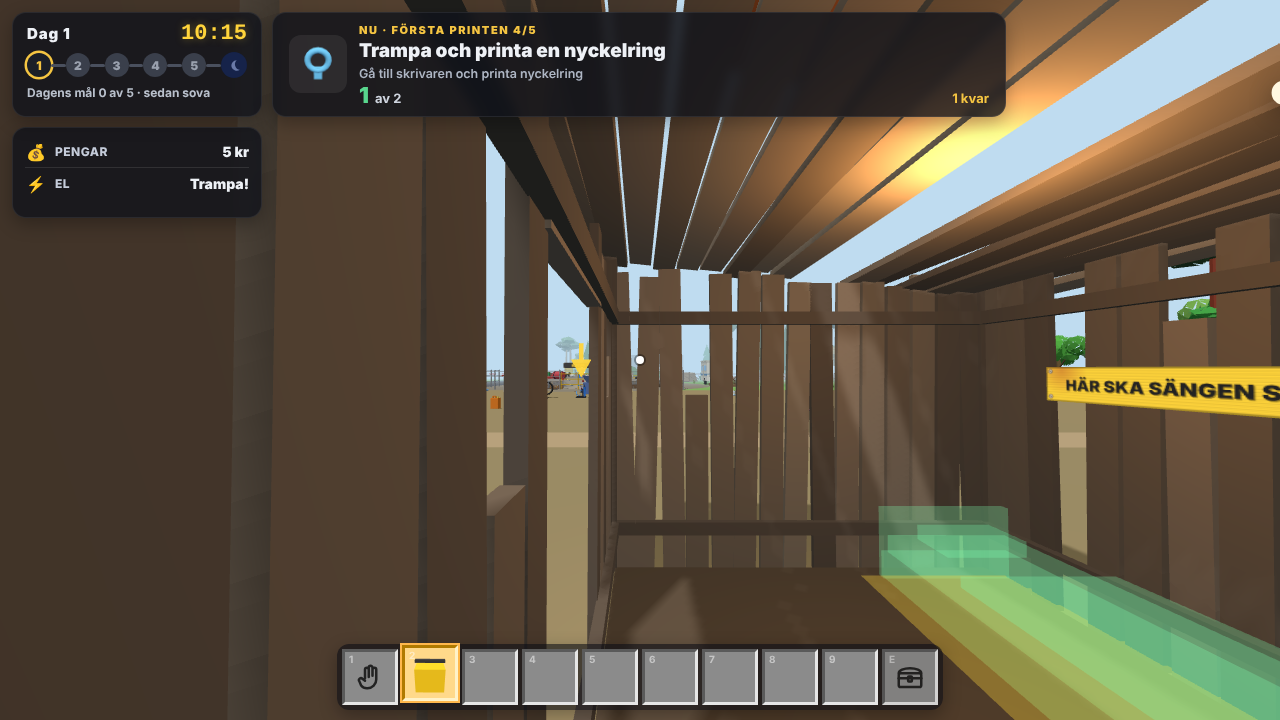 Dag 1
10:15
1 2 3 4 5
Dagens mål 0 av 5 · sedan sova
PENGAR 5 kr
EL Trampa!
NU · FÖRSTA PRINTEN 4/5
Trampa och printa en nyckelring
Gå till skrivaren och printa nyckelring
1 av 2
1 kvar
HÄR SKA SÄNGEN S
1 2 3 4 5 6 7 8 9 E